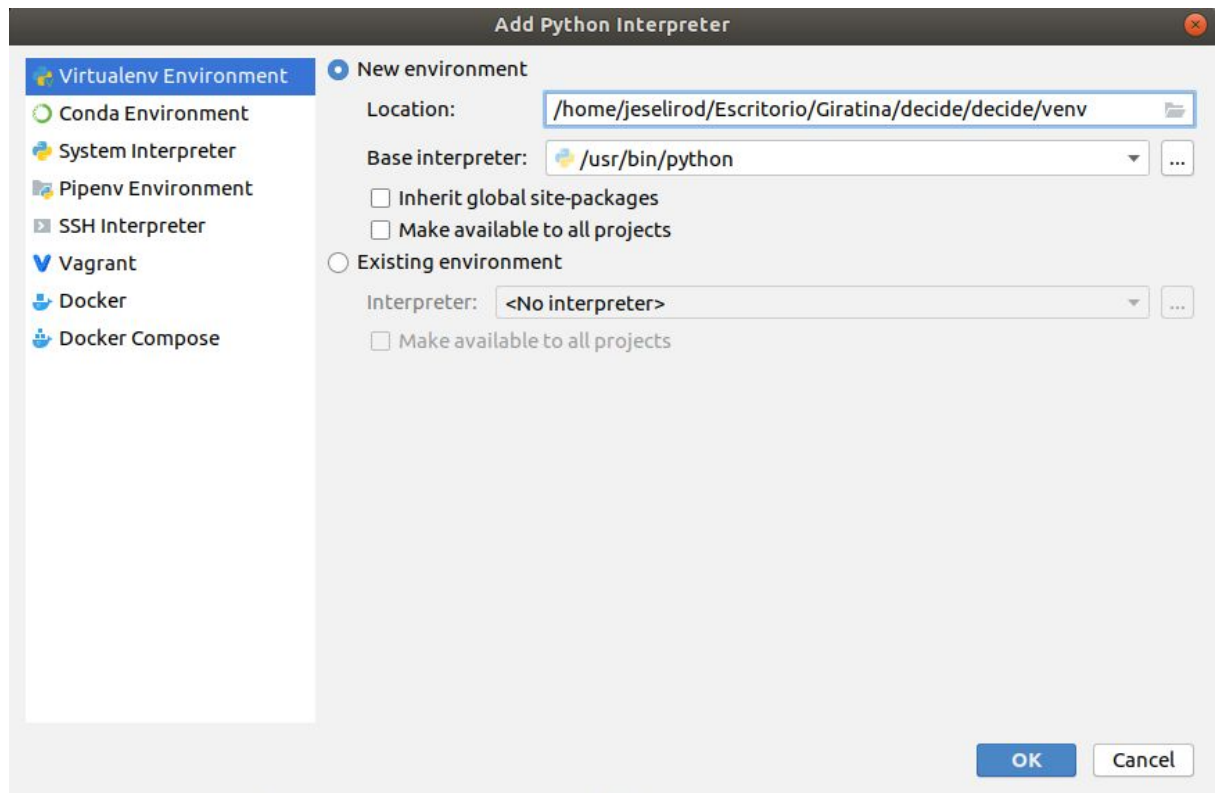 Add Python Interpreter
Virtualenv Environment
Conda Environment
System Interpreter
Pipenv Environment
SSH Interpreter
Vagrant
Docker
Docker Compose
New environment
Location: /home/jeselirod/Escritorio/Giratina/decide/decide/venv
Base interpreter: /usr/bin/python ...
Inherit global site-packages
Make available to all projects
Existing environment
Interpreter: <No interpreter> ...
Make available to all projects
OK Cancel